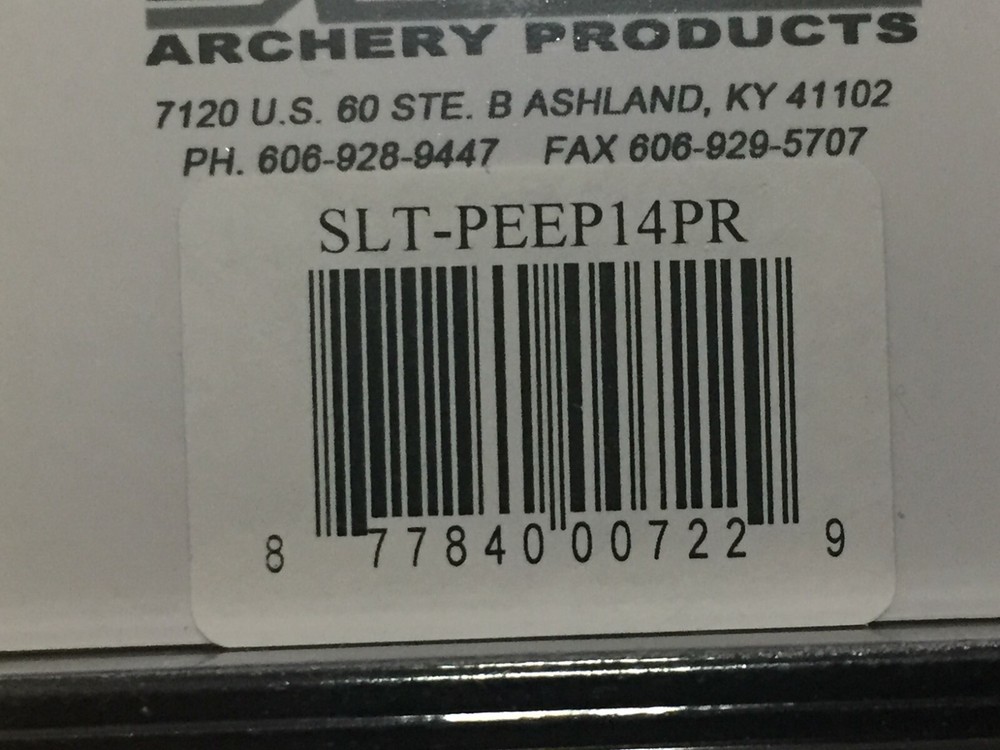 ARCHERY PRODUCTS
7120 U.S. 60 STE. B ASHLAND, KY 41102
PH. 606-928-9447 FAX 606-929-5707
SLT-PEEP14PR
8 77840 00722 9